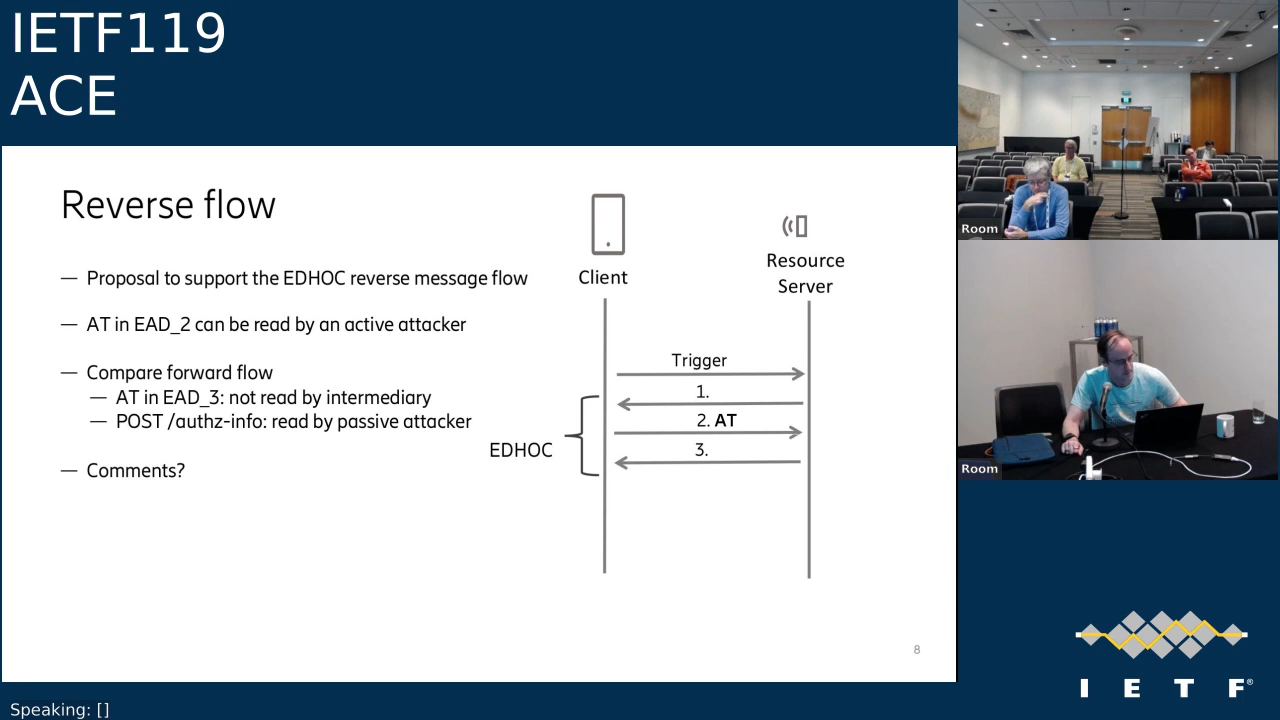 IETF119
ACE
Reverse flow
— Proposal to support the EDHOC reverse message flow
— AT in EAD_2 can be read by an active attacker
— Compare forward flow
— AT in EAD_3: not read by intermediary
— POST /authz-info: read by passive attacker
— Comments?
Client
Resource
Server
Trigger
1.
2. AT
3.
EDHOC
8
Room
Room
I E T F®
Speaking: []